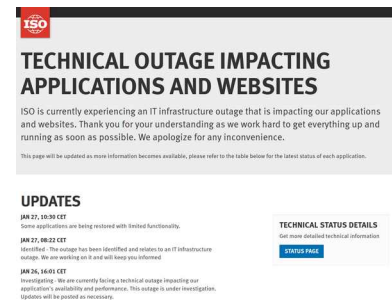 ISO
TECHNICAL OUTAGE IMPACTING
APPLICATIONS AND WEBSITES
ISO is currently experiencing an IT infrastructure outage that is impacting our applications
and websites. Thank you for your understanding as we work hard to get everything up and
running as soon as possible. We apologize for any inconvenience.
This page will be updated as more information becomes available, please refer to the table below for the latest status of each application.
UPDATES
JAN 27, 10:30 CET
Some applications are being restored with limited functionality.
JAN 27, 08:22 CET
Identified - The outage has been identified and relates to an IT infrastructure
outage. We are working on it and will keep you informed
JAN 26, 16:01 CET
Investigating - We are currently facing a technical outage impacting our
application's availability and performance. This outage is under investigation.
Updates will be posted as necessary.
TECHNICAL STATUS DETAILS
Get more detailed technical information
STATUS PAGE